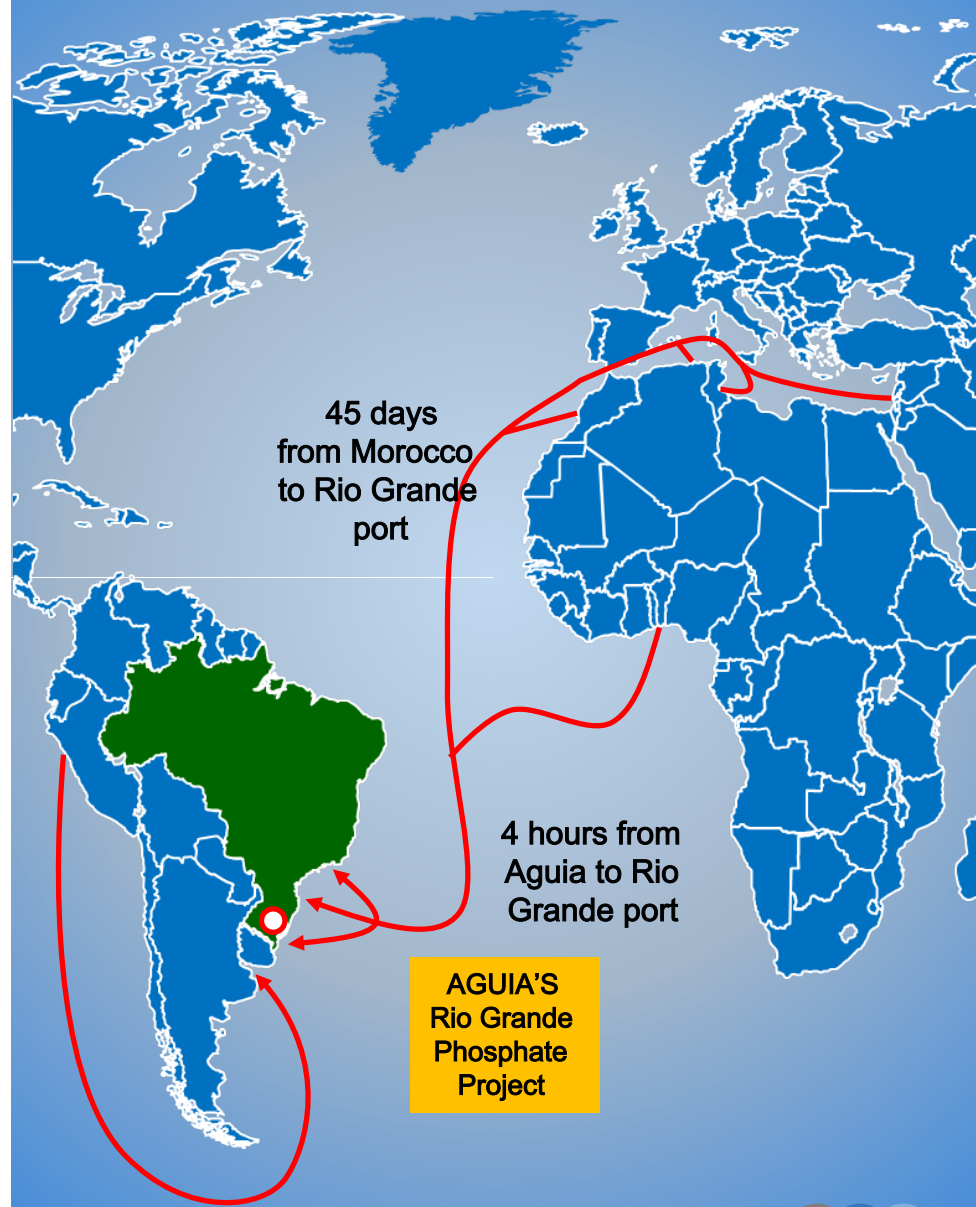 45 days
from Morocco
to Rio Grande
port
4 hours from
Aguia to Rio
Grande port
AGUIA'S
Rio Grande
Phosphate
Project